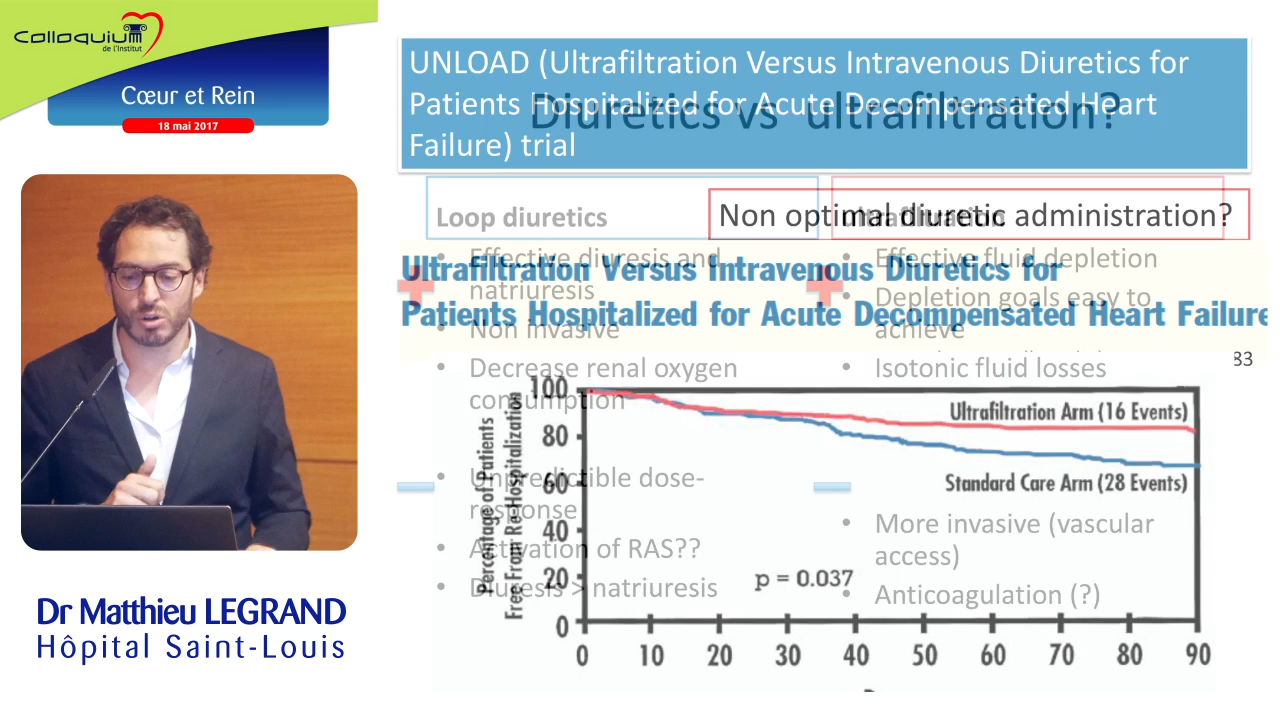 Colloquium
de l'Institut
Cœur et Rein
18 mai 2017
Dr Matthieu LEGRAND
Hôpital Saint-Louis
UNLOAD (Ultrafiltration Versus Intravenous Diuretics for
Patients Hospitalized for Acute Decompensated Heart
Failure) trial
Diuretics vs ultrafiltration?
Non optimal diuretic administration?
Loop diuretics
• Effective diuresis and
natriuresis
• Non invasive
• Decrease renal oxygen
consumption
• Unpredictible dose-
response
• Activation of RAS??
• Diuresis > natriuresis
Ultrafiltration
• Effective fluid depletion
• Depletion goals easy to
achieve
• Isotonic fluid losses
• More invasive (vascular
access)
• Anticoagulation (?)
Ultrafiltration Versus Intravenous Diuretics for
Patients Hospitalized for Acute Decompensated Heart Failure
83
Percentage of Patients
Free From Re-Hospitalization
100
80
60
40
20
0
Ultrafiltration Arm (16 Events)
Standard Care Arm (28 Events)
p = 0.037
0 10 20 30 40 50 60 70 80 90